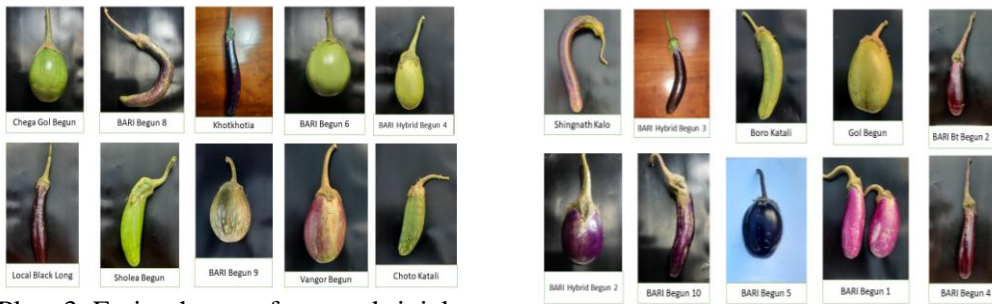 Chega Gol Begun
BARI Begun 8
Khotkhotia
BARI Begun 6
BARI Hybrid Begun 4
Local Black Long
Sholea Begun
BARI Begun 9
Vangor Begun
Choto Katali
Shingnath Kalo
BARI Hybrid Begun 3
Boro Katali
Gol Begun
BARI Bt Begun 2
BARI Hybrid Begun 2
BARI Begun 10
BARI Begun 5
BARI Begun 1
BARI Begun 4